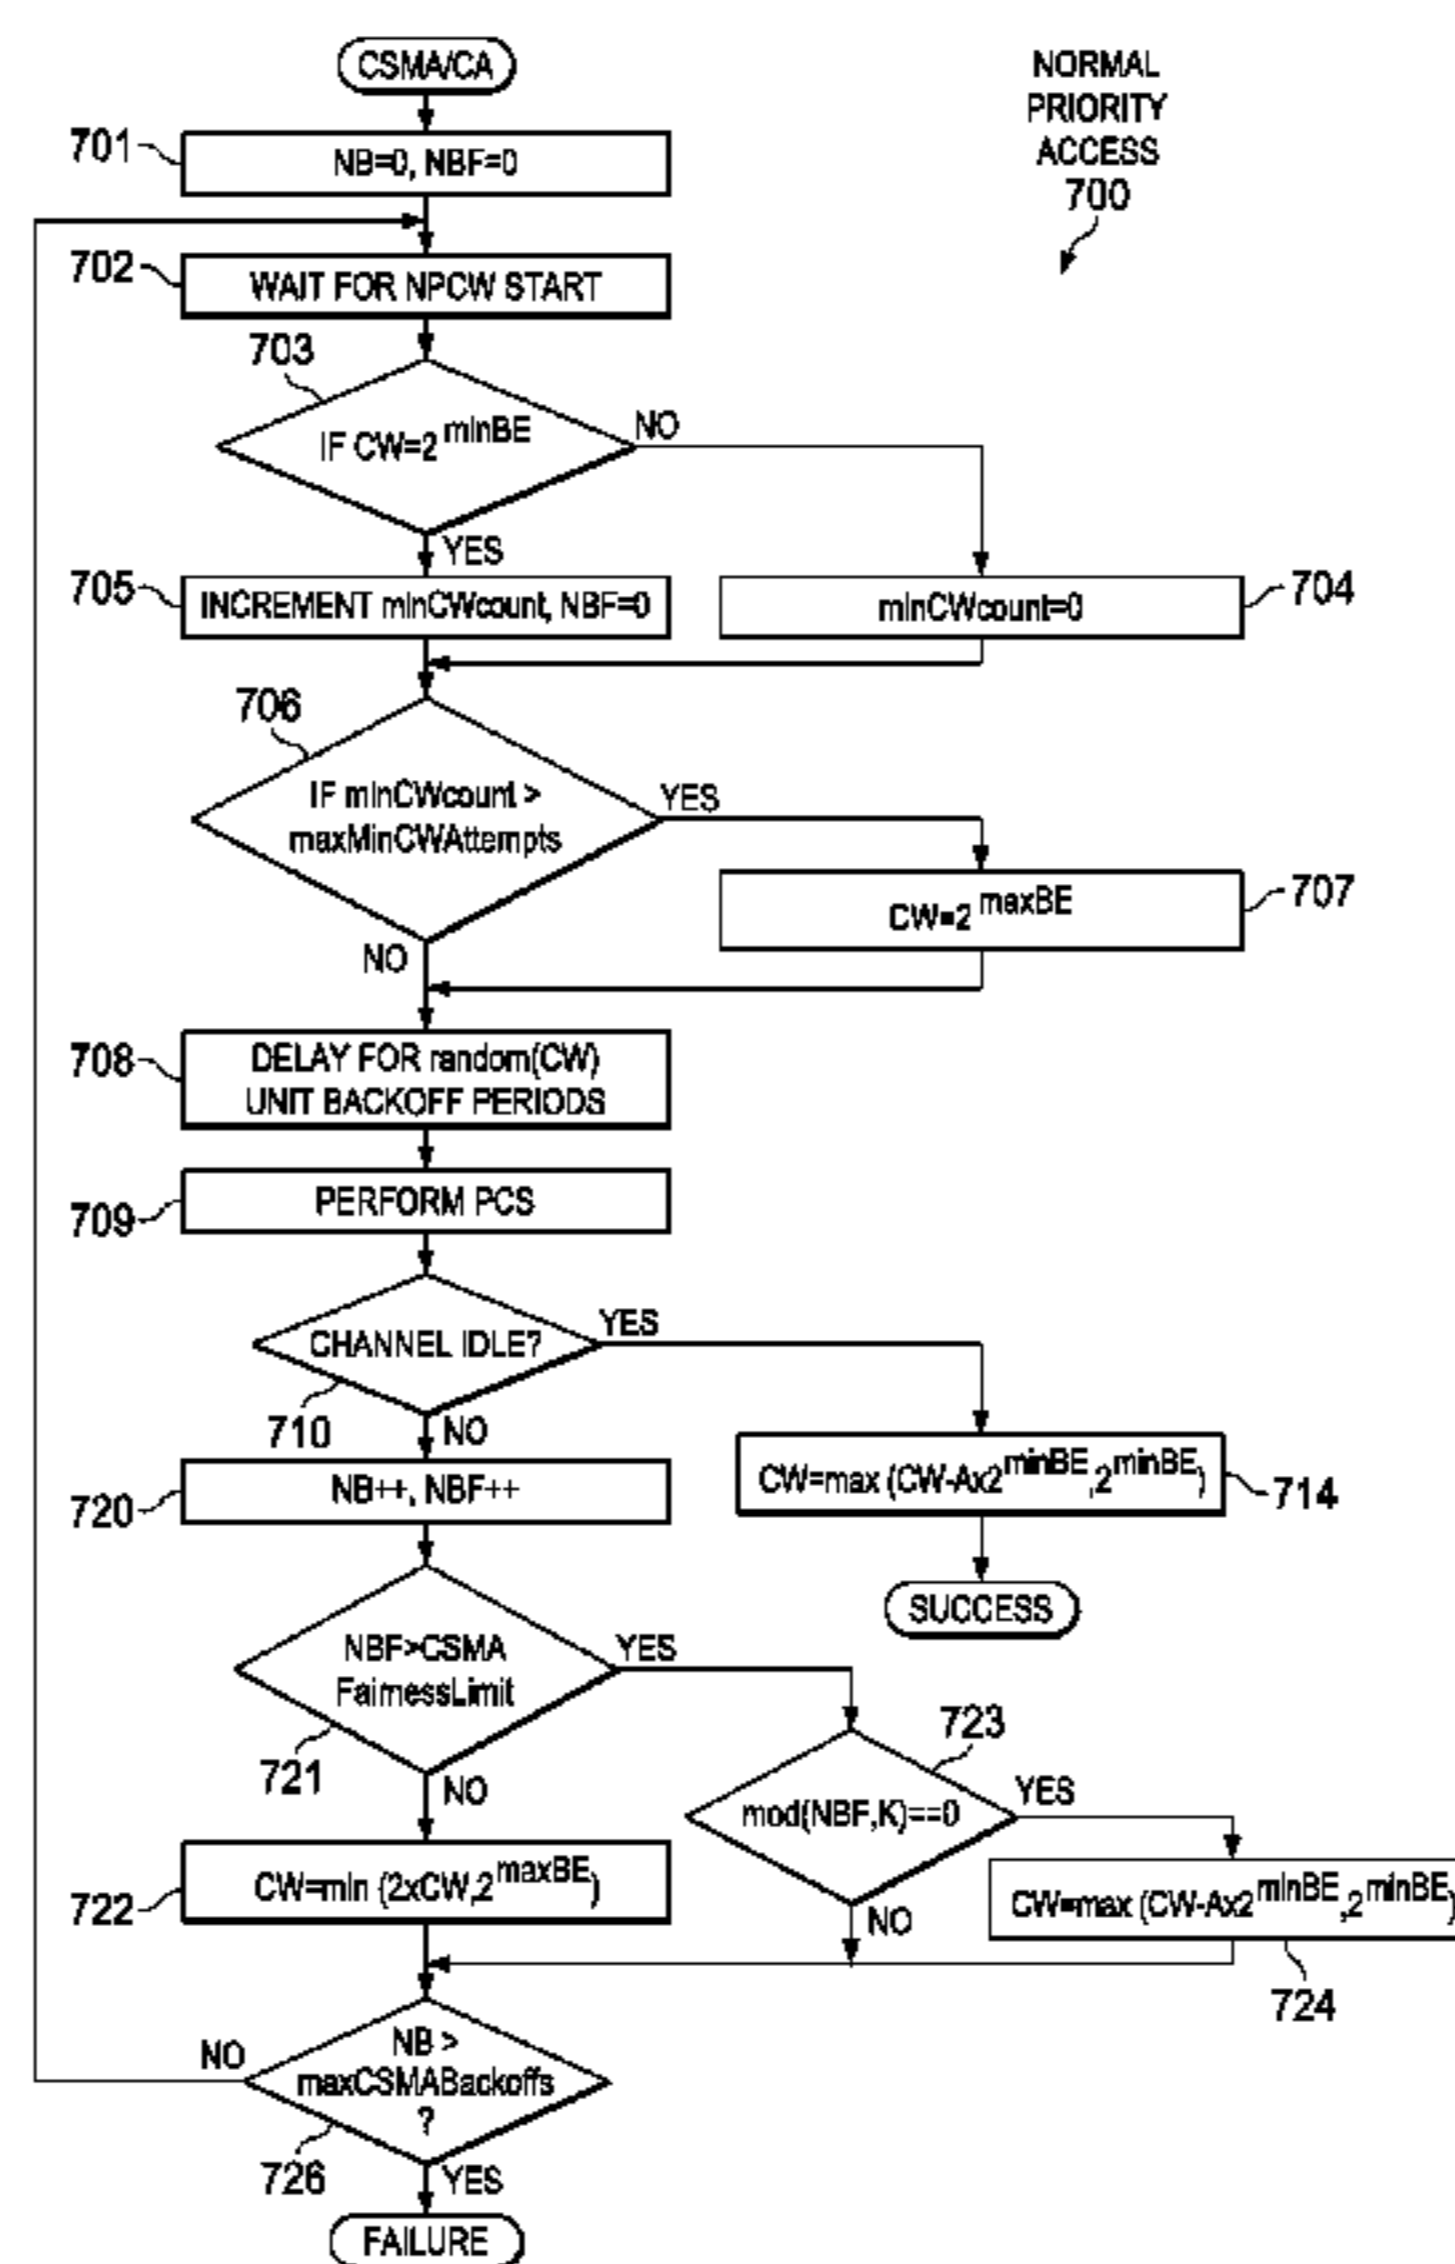 CSMA/CA
NORMAL
PRIORITY
ACCESS
700
701
NB=0, NBF=0
702
WAIT FOR NPCW START
703
IF CW=2 minBE
NO
YES
705
INCREMENT minCWcount, NBF=0
minCWcount=0
704
706
IF minCWcount >
maxMinCWAttempts
YES
CW=2 maxBE
707
NO
708
DELAY FOR random(CW)
UNIT BACKOFF PERIODS
709
PERFORM PCS
CHANNEL IDLE?
YES
710
NO
720
NB++, NBF++
CW=max (CW-Ax2minBE,2minBE)
714
SUCCESS
NBF>CSMA
FairnessLimit
YES
721
NO
723
mod(NBF,K)==0
YES
NO
722
CW=min (2xCW,2maxBE)
CW=max (CW-Ax2minBE,2minBE)
724
NB >
maxCSMABackoffs
?
NO
726
YES
FAILURE